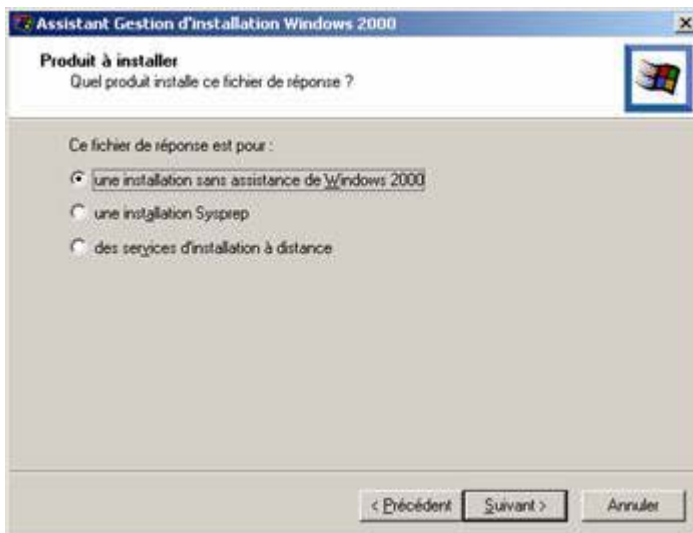 Assistant Gestion d'installation Windows 2000
Produit à installer
Quel produit installe ce fichier de réponse ?
Ce fichier de réponse est pour :
une installation sans assistance de Windows 2000
une installation Sysprep
des services d'installation à distance
< Précédent Suivant > Annuler